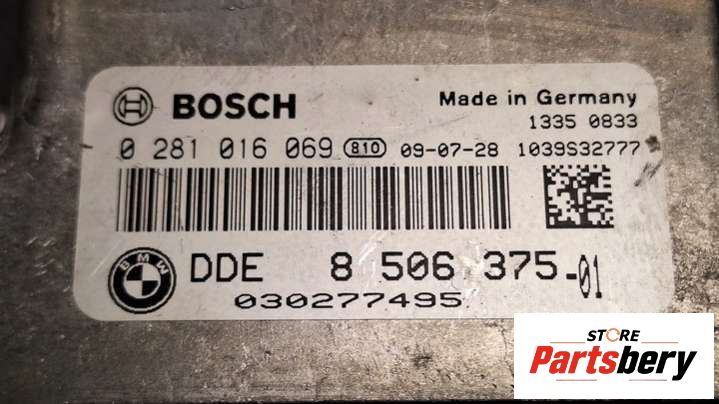 BOSCH Made in Germany
1335 0833
0 281 016 069 810 09-07-28 1039S32777
BMW DDE 8 506 375-01
030277495
STORE
Partsbery